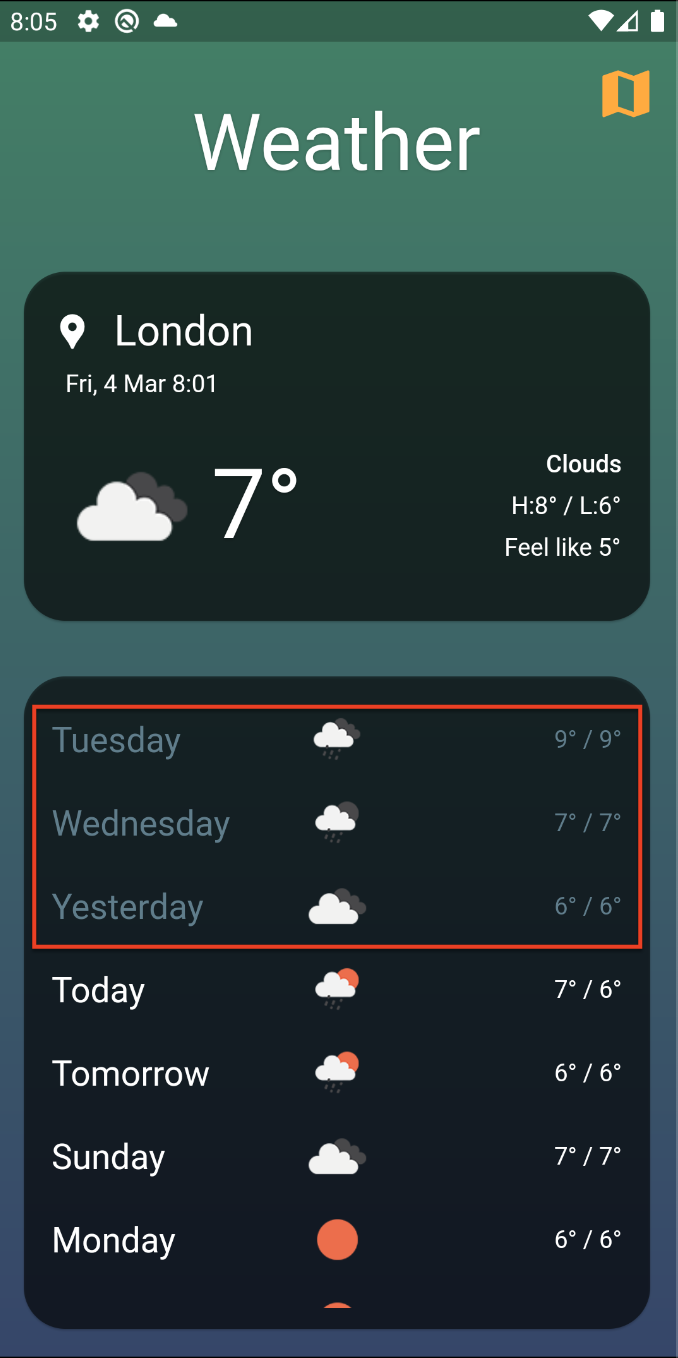 8:05
Weather
London
Fri, 4 Mar 8:01
7°
Clouds
H:8° / L:6°
Feel like 5°
Tuesday 9° / 9°
Wednesday 7° / 7°
Yesterday 6° / 6°
Today 7° / 6°
Tomorrow 6° / 6°
Sunday 7° / 7°
Monday 6° / 6°